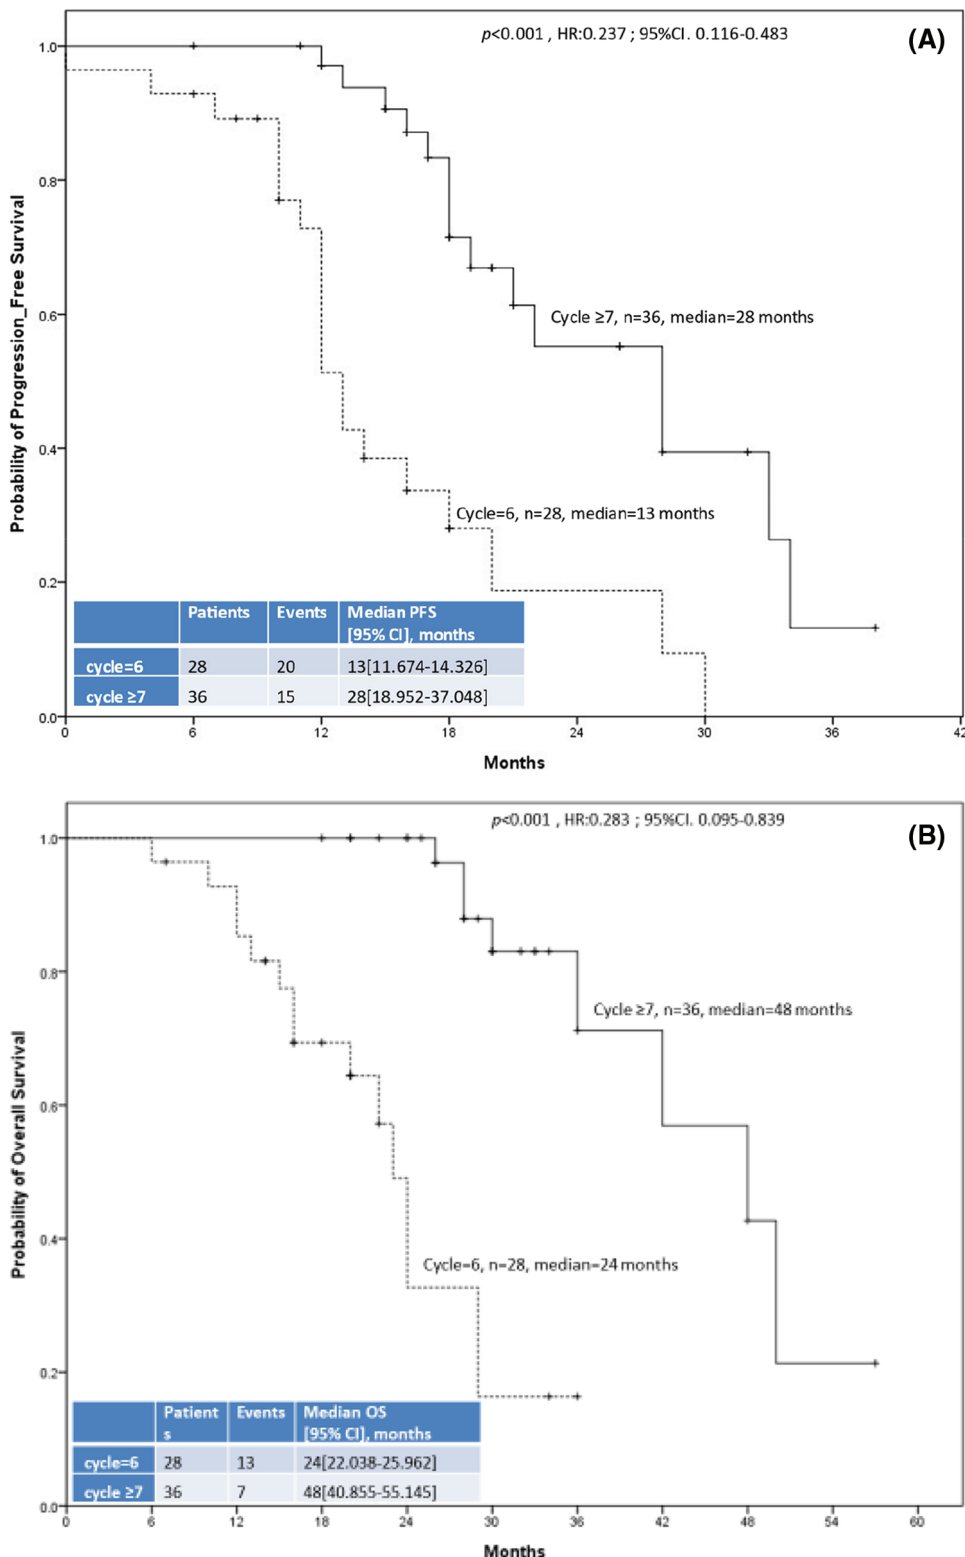 p<0.001 , HR:0.237 ; 95%CI. 0.116-0.483
(A)
1.0
0.8
0.6
0.4
0.2
0.0
Probability of Progression_Free Survival
Cycle ≥7, n=36, median=28 months
Cycle=6, n=28, median=13 months
Patients Events Median PFS
[95% CI], months
cycle=6 28 20 13[11.674-14.326]
cycle ≥7 36 15 28[18.952-37.048]
0 6 12 18 24 30 36 42
Months
p<0.001 , HR:0.283 ; 95%CI. 0.095-0.839
(B)
1.0
0.8
0.6
0.4
0.2
0.0
Probability of Overall Survival
Cycle ≥7, n=36, median=48 months
Cycle=6, n=28, median=24 months
Patient Events Median OS
s [95% CI], months
cycle=6 28 13 24[22.038-25.962]
cycle ≥7 36 7 48[40.855-55.145]
0 6 12 18 24 30 36 42 48 54 60
Months